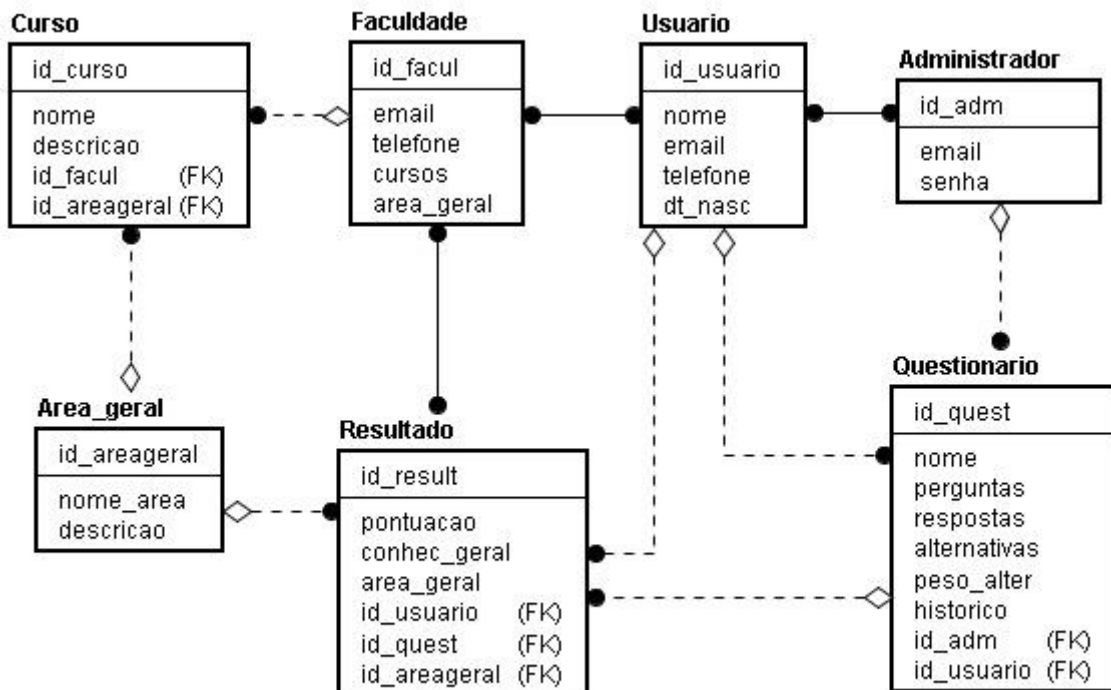 Curso
id_curso
nome
descricao
id_facul (FK)
id_areageral (FK)
Faculdade
id_facul
email
telefone
cursos
area_geral
Usuario
id_usuario
nome
email
telefone
dt_nasc
Administrador
id_adm
email
senha
Area_geral
id_areageral
nome_area
descricao
Resultado
id_result
pontuacao
conhec_geral
area_geral
id_usuario (FK)
id_quest (FK)
id_areageral (FK)
Questionario
id_quest
nome
perguntas
respostas
alternativas
peso_alter
historico
id_adm (FK)
id_usuario (FK)